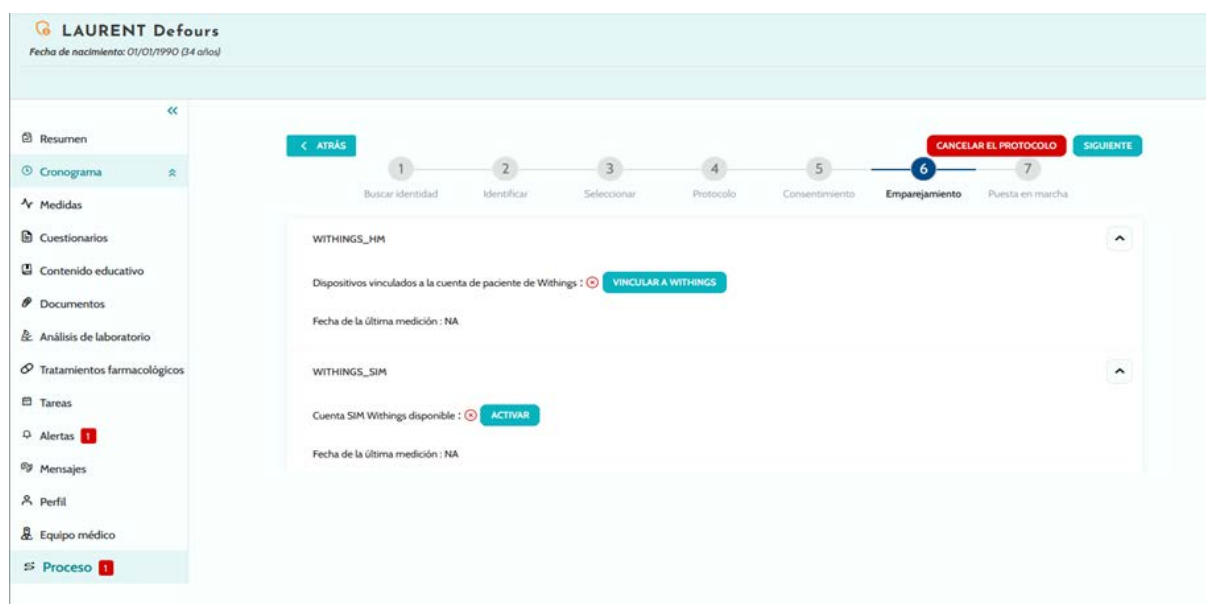 LAURENT Defours
Fecha de nacimiento: 01/01/1990 (34 años)
Resumen
Cronograma
Medidas
Cuestionarios
Contenido educativo
Documentos
Análisis de laboratorio
Tratamientos farmacológicos
Tareas
Alertas 1
Mensajes
Perfil
Equipo médico
Proceso 1
ATRÁS
CANCELAR EL PROTOCOLO SIGUIENTE
1 2 3 4 5 6 7
Buscar identidad Identificar Seleccionar Protocolo Consentimiento Emparejamiento Puesta en marcha
WITHINGS_HM
Dispositivos vinculados a la cuenta de paciente de Withings : VINCULAR A WITHINGS
Fecha de la última medición : NA
WITHINGS_SIM
Cuenta SIM Withings disponible : ACTIVAR
Fecha de la última medición : NA